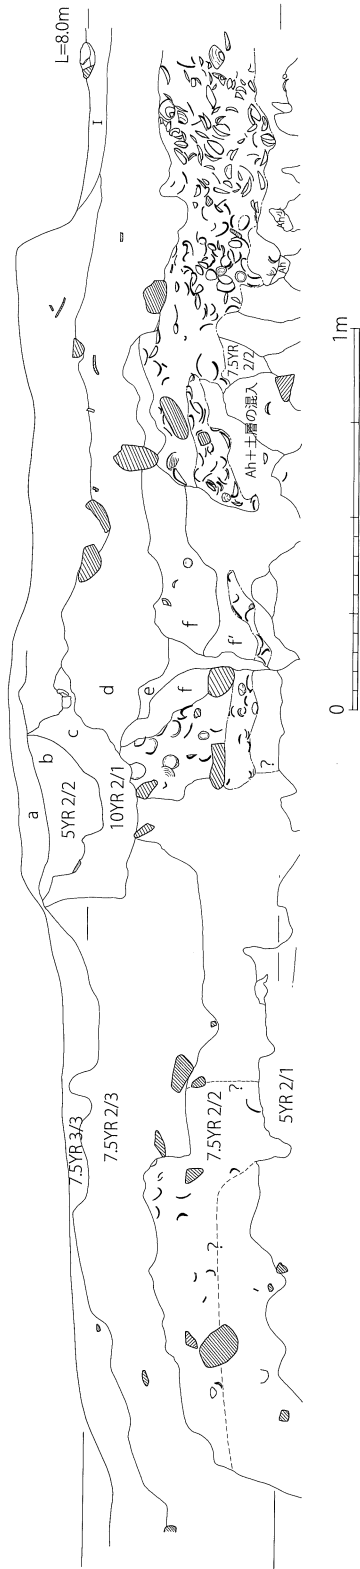 L=8.0m
I
a
b
5YR 2/2
c
10YR 2/1
d
e
f
f
f'
7.5YR
2/2
Ah＋土層の混入
?
7.5YR 3/3
7.5YR 2/3
7.5YR 2/2
?
?
5YR 2/1
0
1m